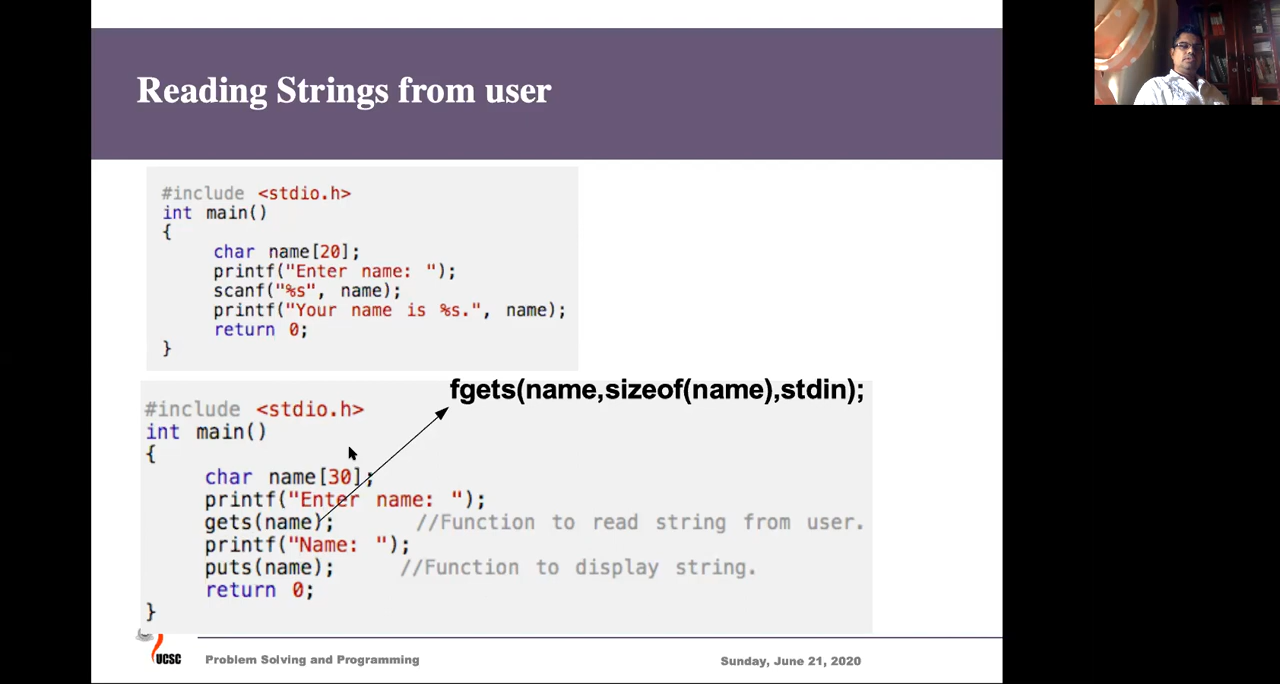 Reading Strings from user
#include <stdio.h>
int main()
{
char name[20];
printf("Enter name: ");
scanf("%s", name);
printf("Your name is %s.", name);
return 0;
}
fgets(name,sizeof(name),stdin);
#include <stdio.h>
int main()
{
char name[30];
printf("Enter name: ");
gets(name); //Function to read string from user.
printf("Name: ");
puts(name); //Function to display string.
return 0;
}
UCSC
Problem Solving and Programming
Sunday, June 21, 2020